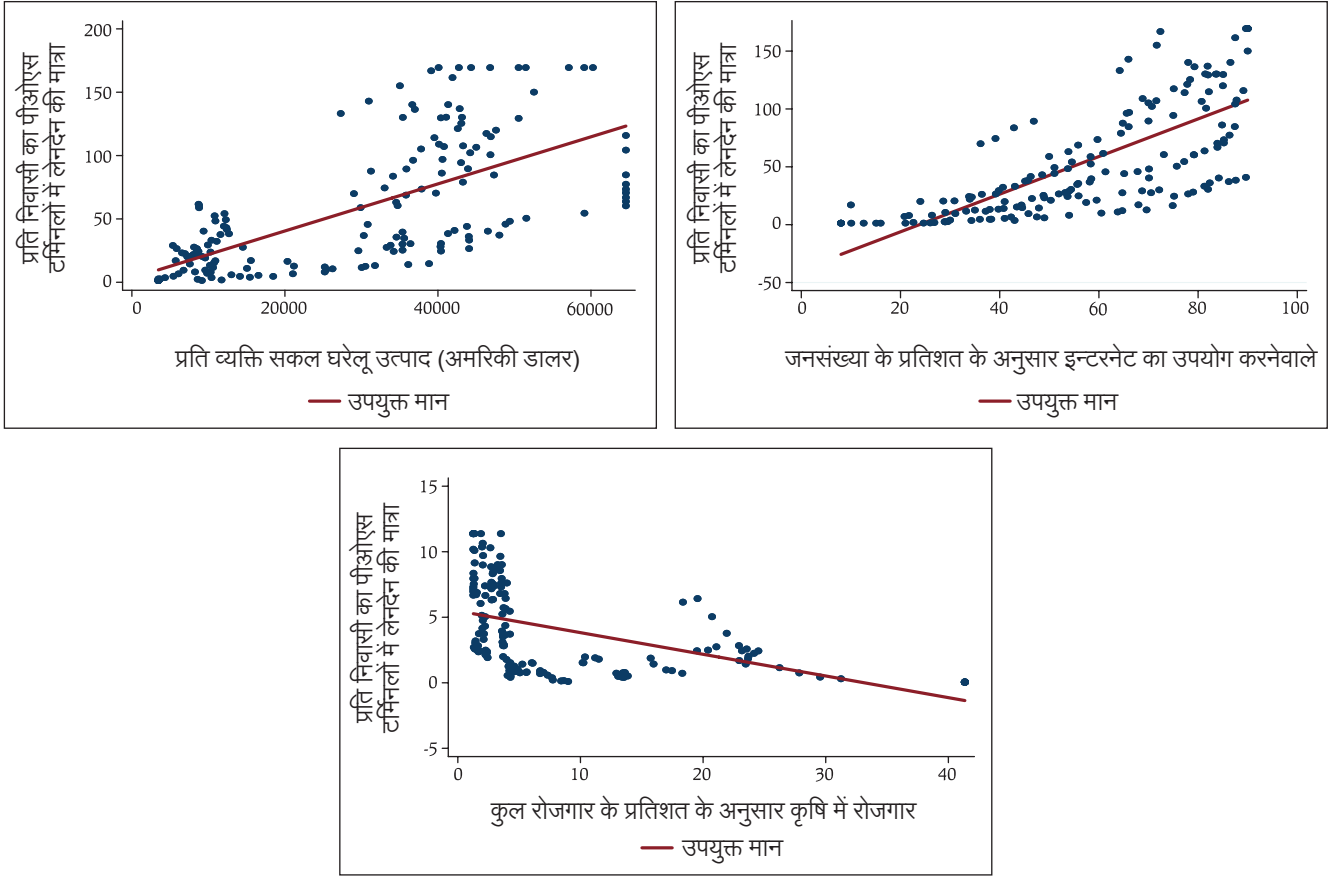 प्रति निवासी का पीओएस
टर्मिनलों में लेनदेन की मात्रा
200
150
100
50
0
0 20000 40000 60000
प्रति व्यक्ति सकल घरेलू उत्पाद (अमरिकी डालर)
उपयुक्त मान
प्रति निवासी का पीओएस
टर्मिनलों में लेनदेन की मात्रा
150
100
50
0
-50
0 20 40 60 80 100
जनसंख्या के प्रतिशत के अनुसार इन्टरनेट का उपयोग करनेवाले
उपयुक्त मान
प्रति निवासी का पीओएस
टर्मिनलों में लेनदेन की मात्रा
15
10
5
0
-5
0 10 20 30 40
कुल रोजगार के प्रतिशत के अनुसार कृषि में रोजगार
उपयुक्त मान